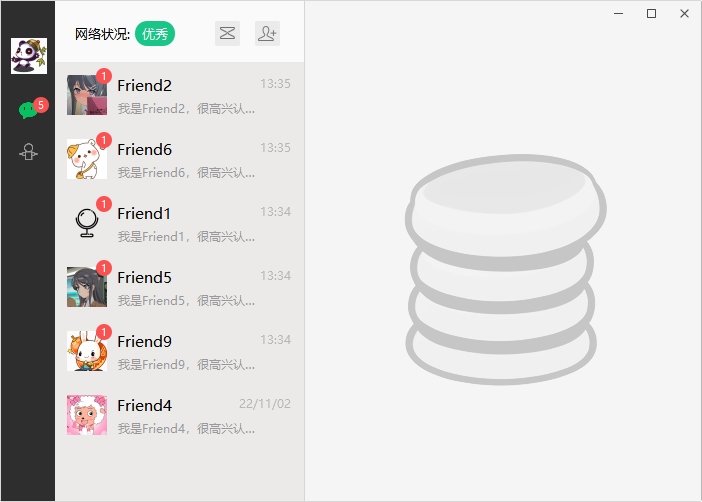 网络状况: 优秀
5
1
Friend2 13:35
我是Friend2，很高兴认...
1
Friend6 13:35
我是Friend6，很高兴认...
1
Friend1 13:34
我是Friend1，很高兴认...
1
Friend5 13:34
我是Friend5，很高兴认...
1
Friend9 13:34
我是Friend9，很高兴认...
Friend4 22/11/02
我是Friend4，很高兴认...